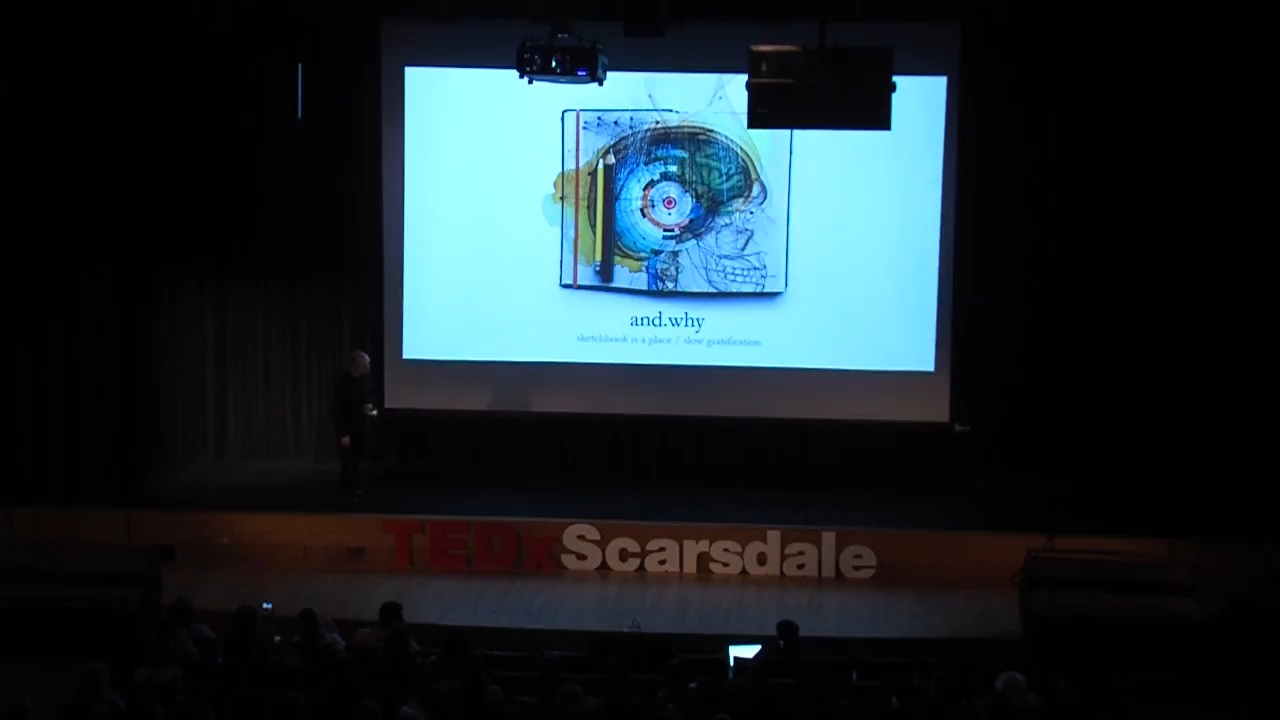 and.why
sketchbook is a place / slow gratification
TEDxScarsdale